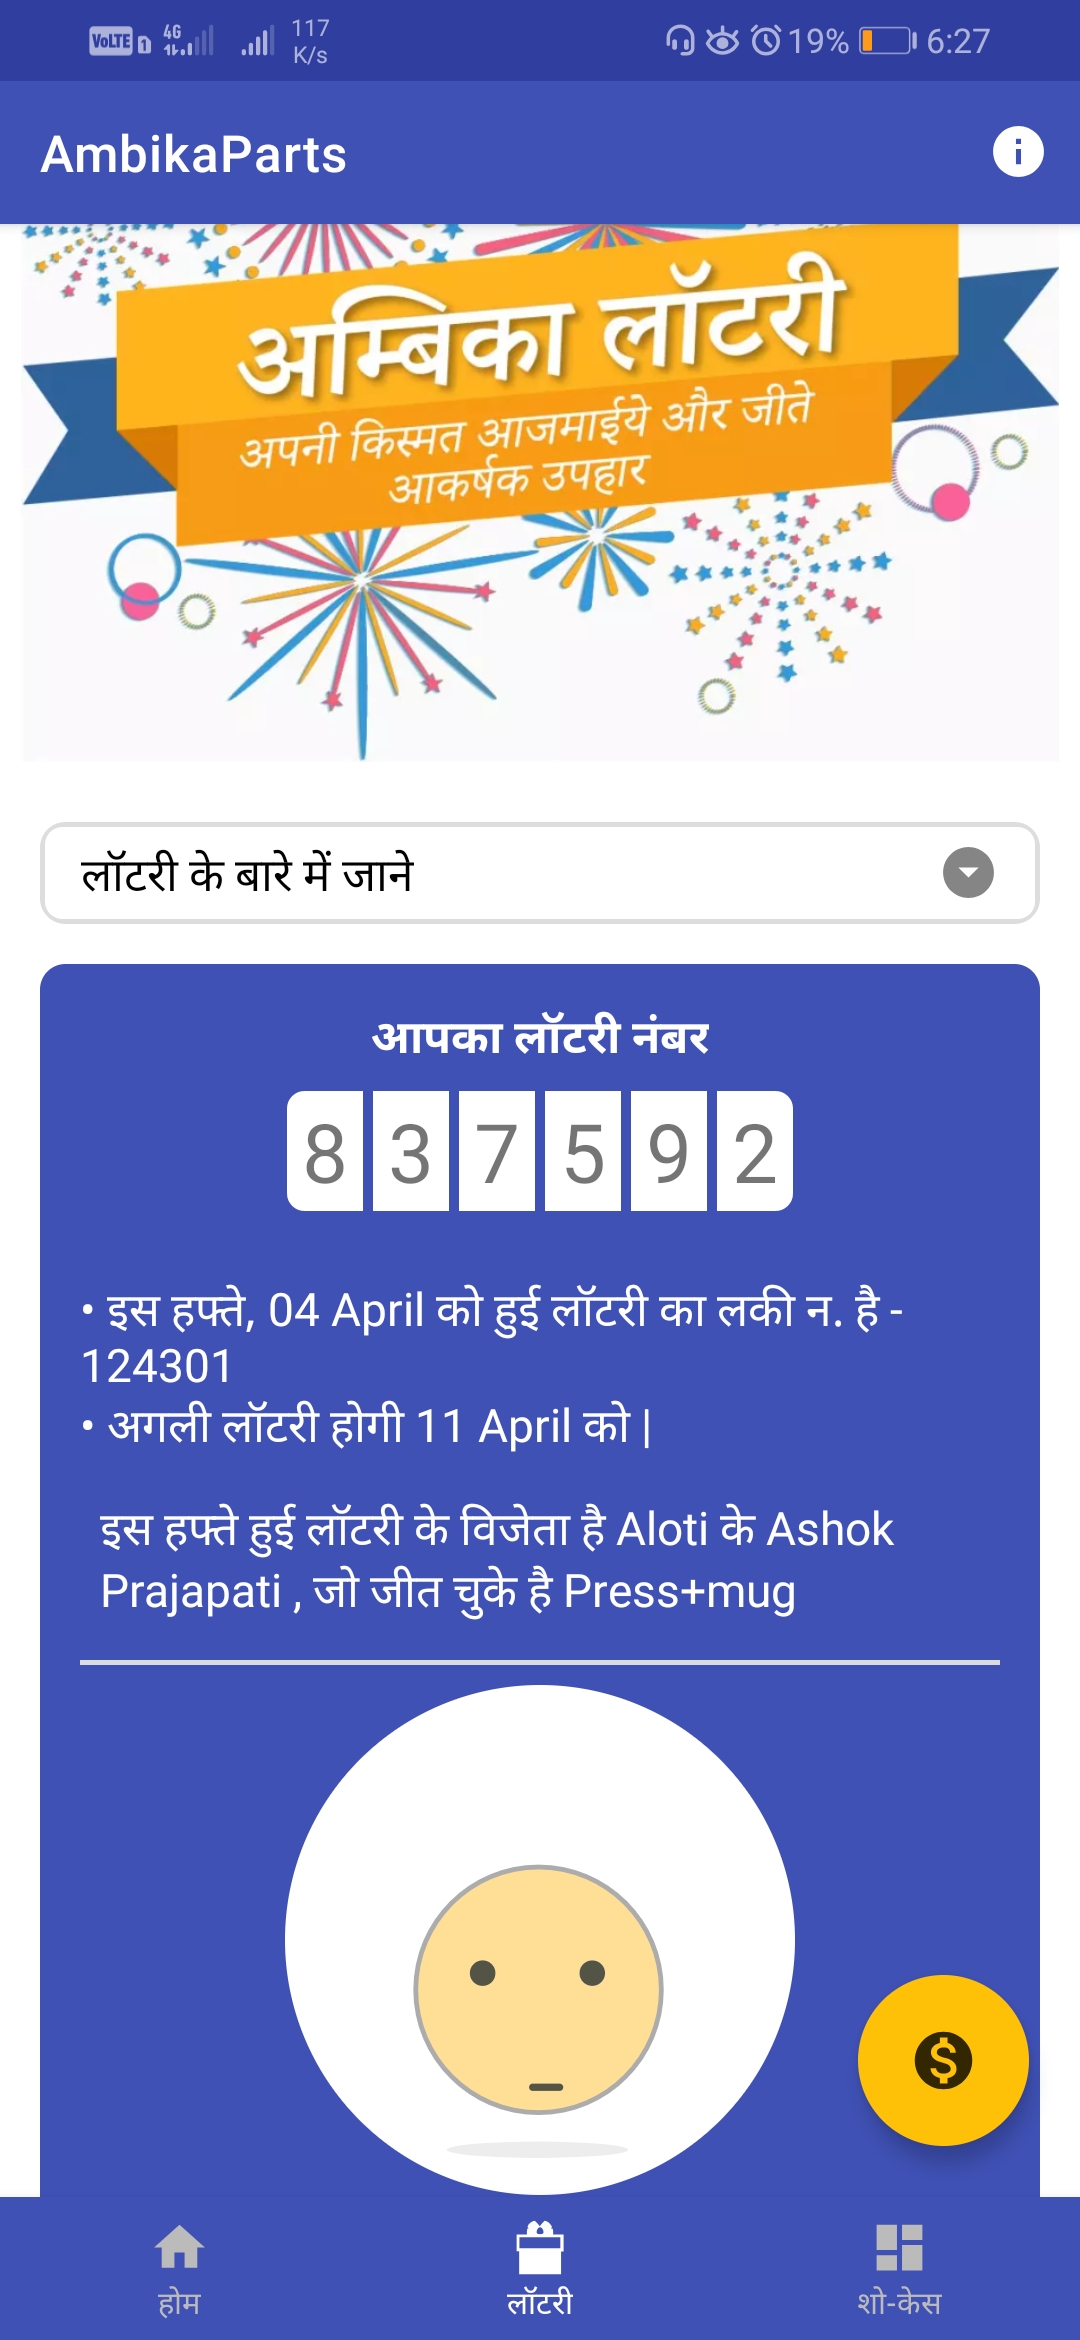 VoLTE 4G 117 K/s 19% 6:27
AmbikaParts
अम्बिका लॉटरी
अपनी किस्मत आजमाईये और जीते
आकर्षक उपहार
लॉटरी के बारे में जाने
आपका लॉटरी नंबर
8 3 7 5 9 2
• इस हफ्ते, 04 April को हुई लॉटरी का लकी न. है -
124301
• अगली लॉटरी होगी 11 April को |
इस हफ्ते हुई लॉटरी के विजेता है Aloti के Ashok
Prajapati , जो जीत चुके है Press+mug
होम लॉटरी शो-केस